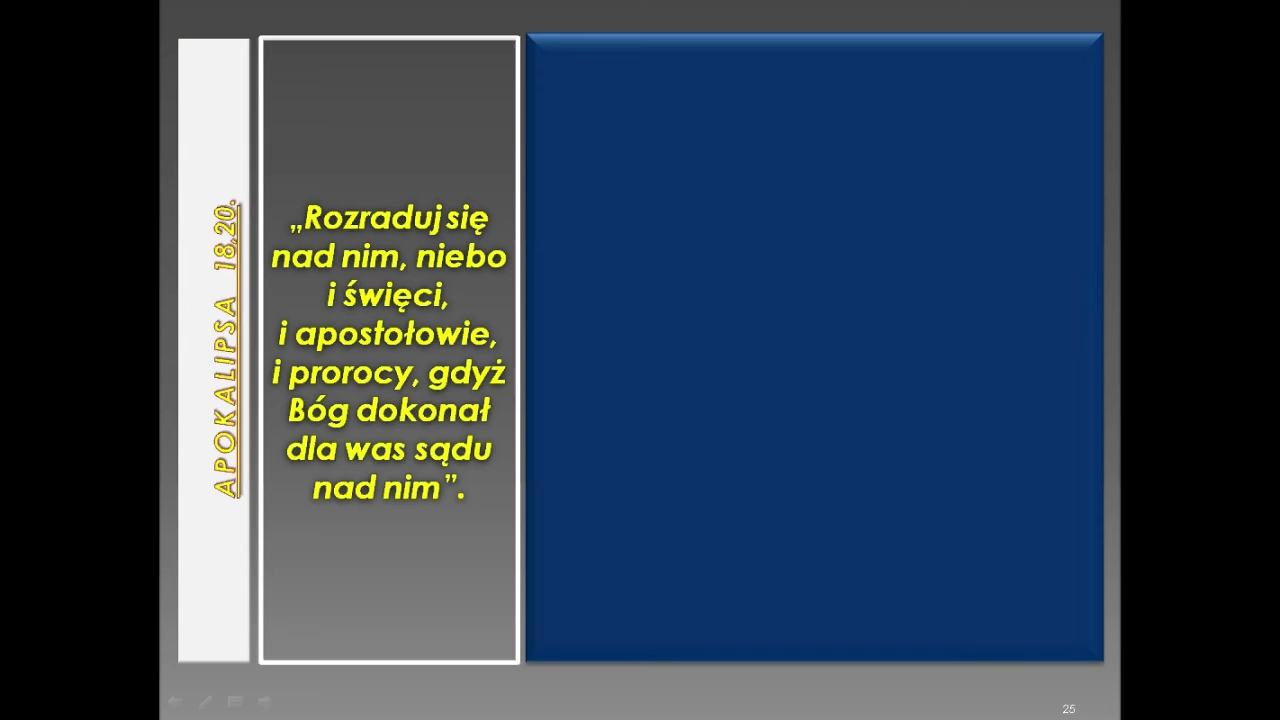 APOKALIPSA 18,20.
„Rozraduj się
nad nim, niebo
i święci,
i apostołowie,
i prorocy, gdyż
Bóg dokonał
dla was sądu
nad nim”.
25